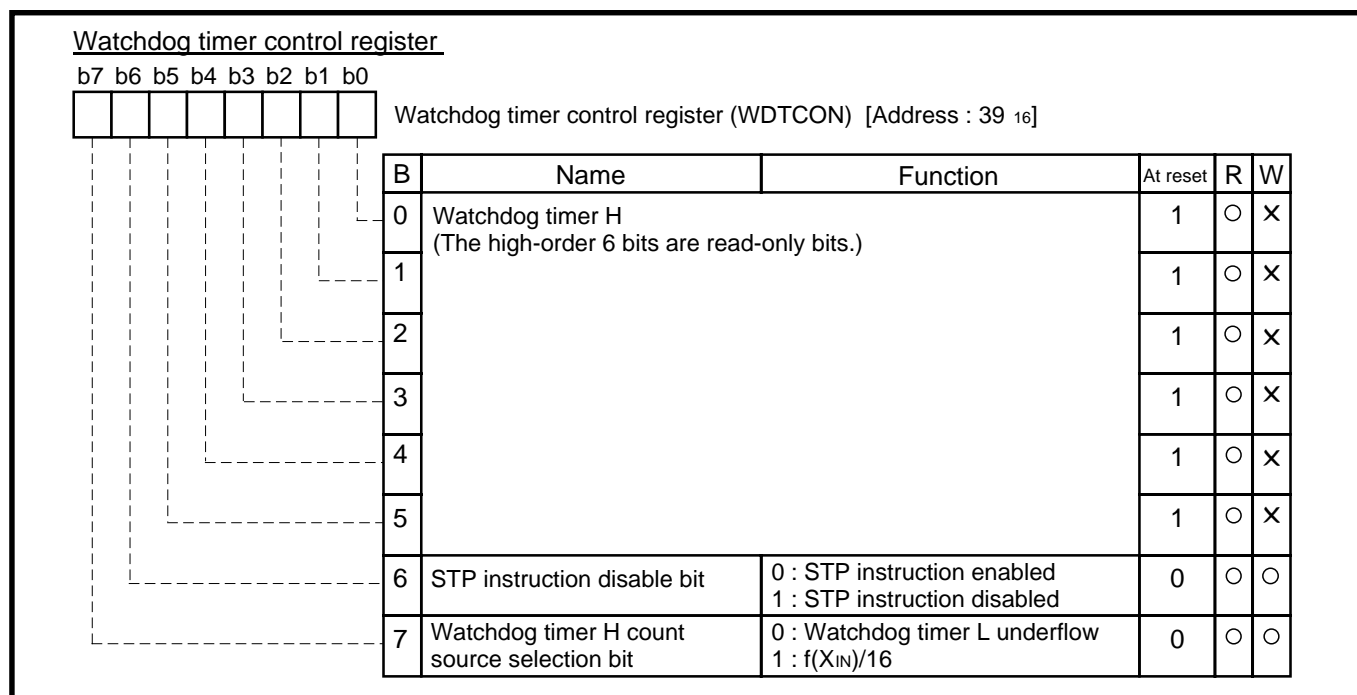 Watchdog timer control register
b7 b6 b5 b4 b3 b2 b1 b0
Watchdog timer control register (WDTCON) [Address : 39 16]
B Name Function At reset R W
0 Watchdog timer H 1 ○ ×
(The high-order 6 bits are read-only bits.)
1 1 ○ ×
2 1 ○ ×
3 1 ○ ×
4 1 ○ ×
5 1 ○ ×
6 STP instruction disable bit 0 : STP instruction enabled 0 ○ ○
1 : STP instruction disabled
7 Watchdog timer H count 0 : Watchdog timer L underflow 0 ○ ○
source selection bit 1 : f(XIN)/16